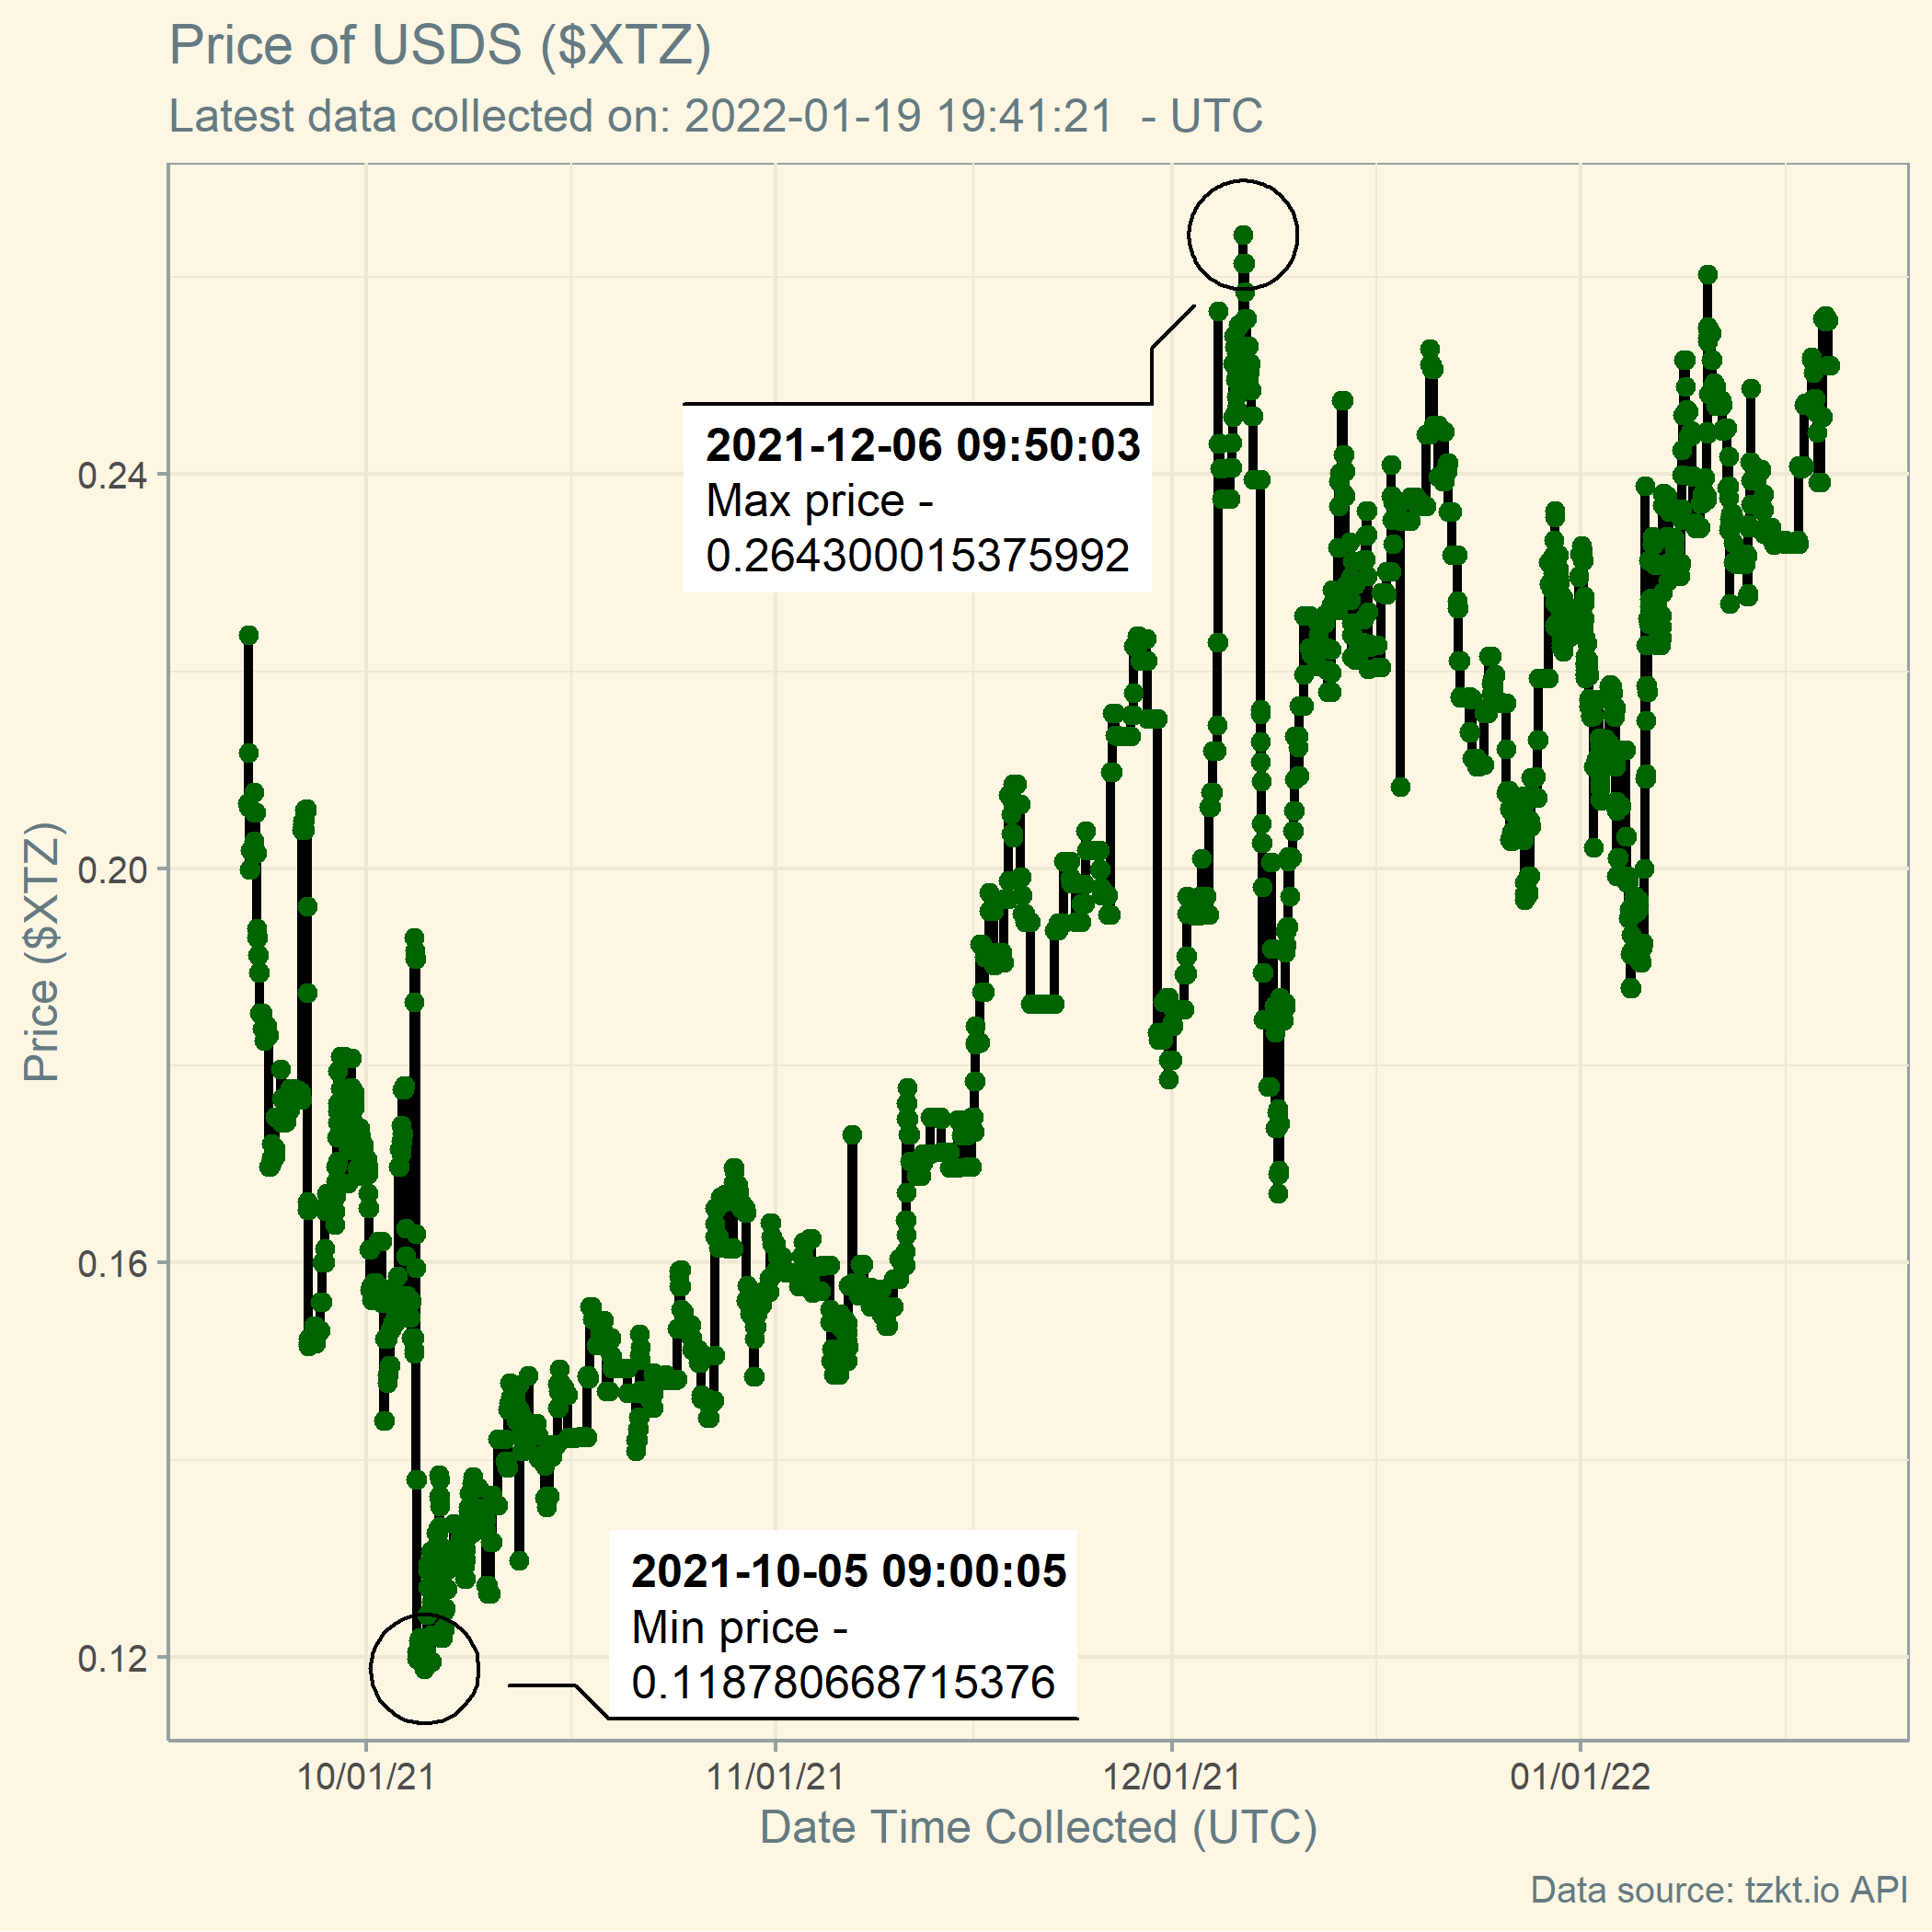 Price of USDS ($XTZ)
Latest data collected on: 2022-01-19 19:41:21  - UTC
2021-12-06 09:50:03
Max price -
0.264300015375992
0.24
0.20
0.16
0.12
Price ($XTZ)
2021-10-05 09:00:05
Min price -
0.118780668715376
10/01/21
11/01/21
12/01/21
01/01/22
Date Time Collected (UTC)
Data source: tzkt.io API